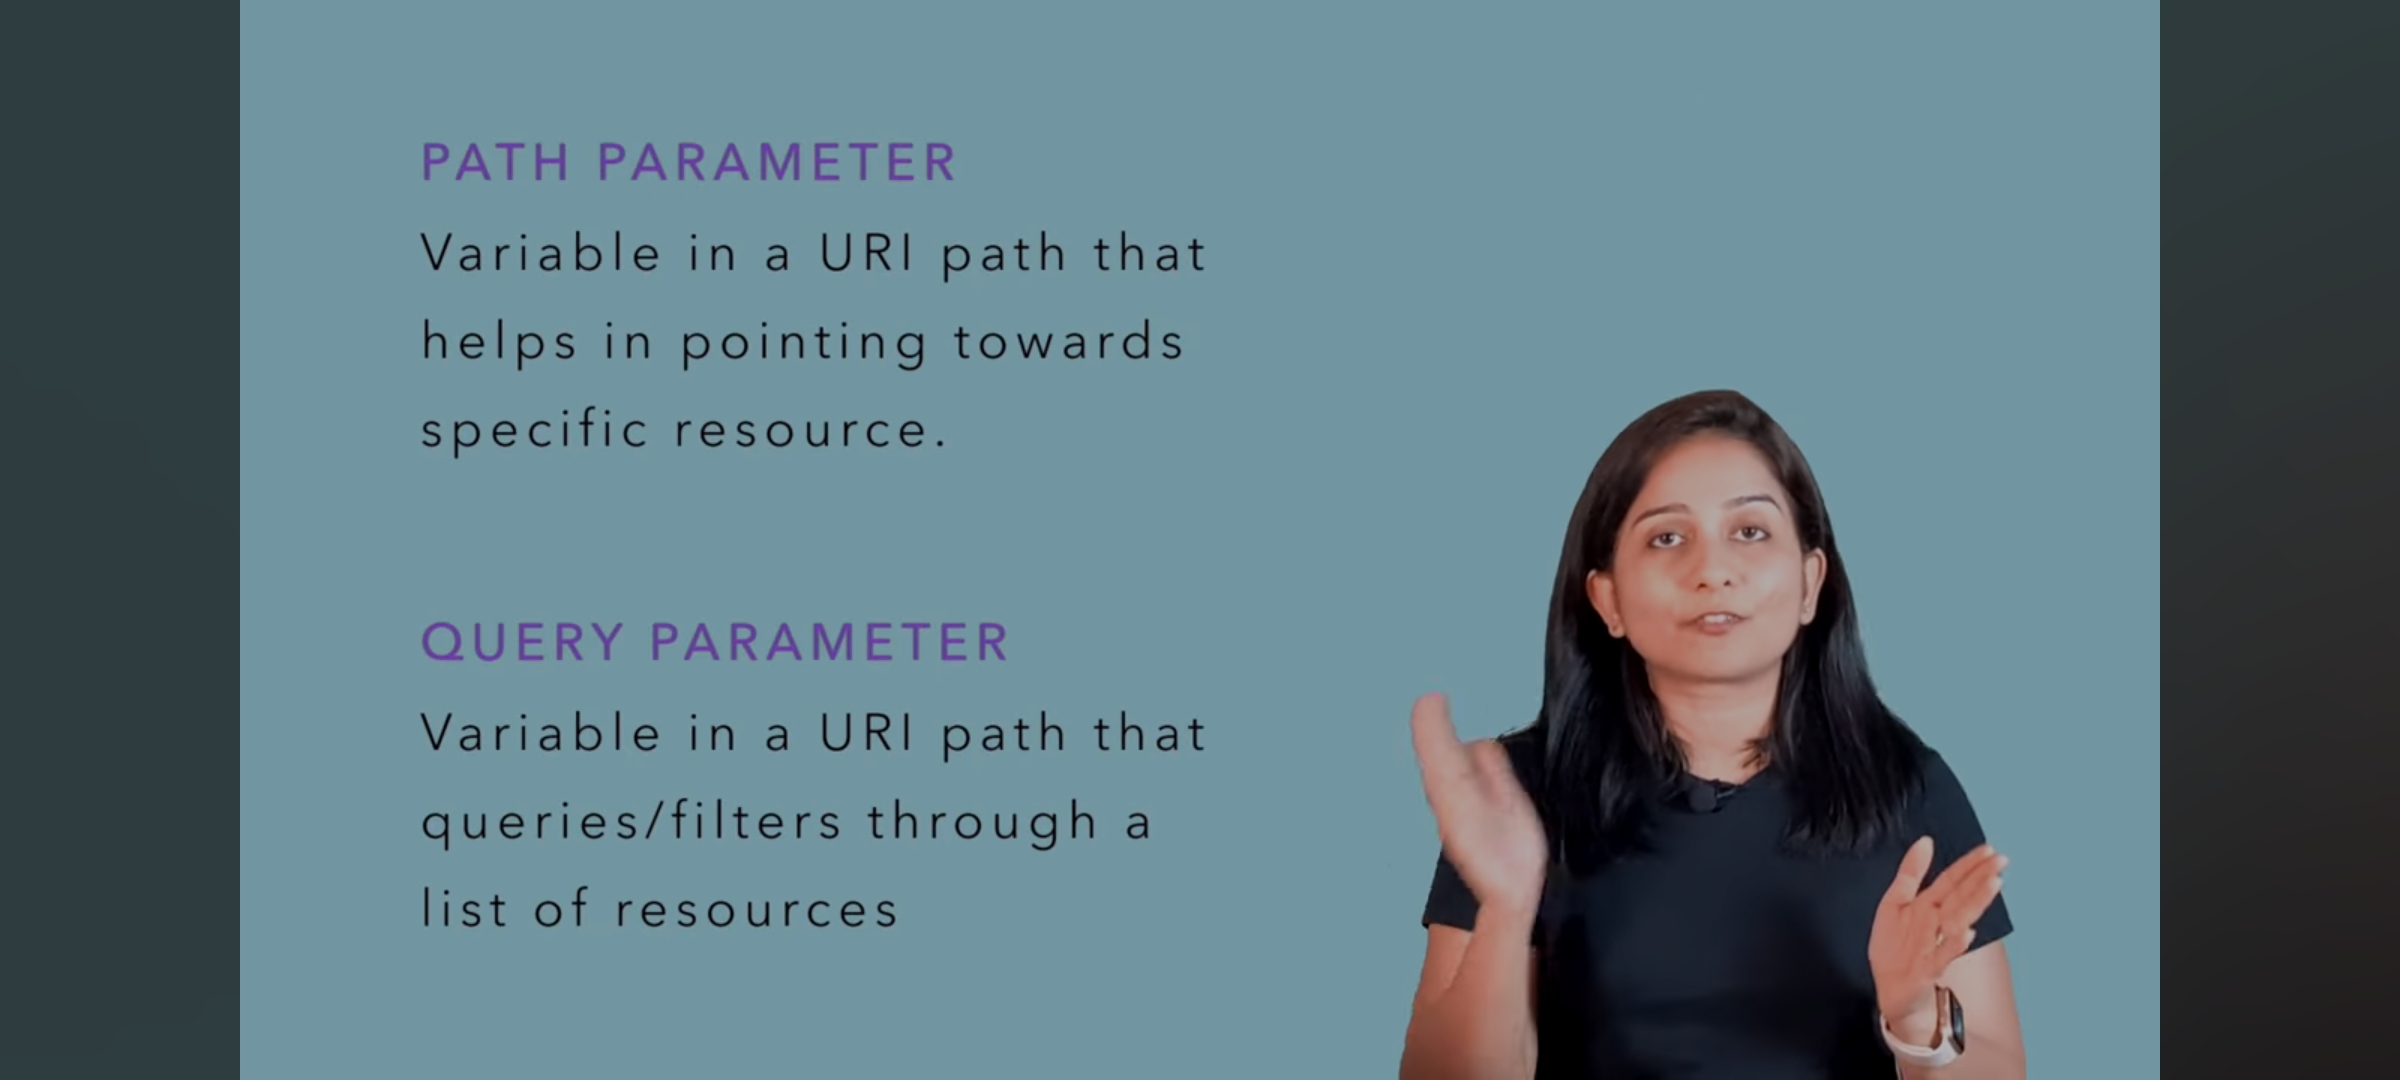 PATH PARAMETER
Variable in a URI path that
helps in pointing towards
specific resource.
QUERY PARAMETER
Variable in a URI path that
queries/filters through a
list of resources